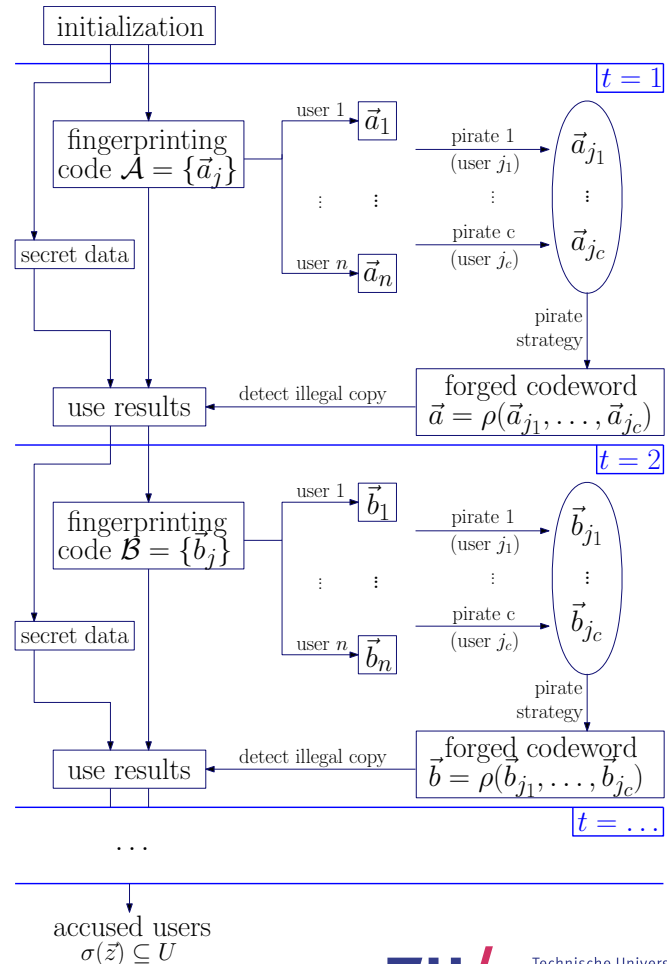 initialization
t = 1
fingerprinting
code 𝒜 = {a⃗_j}
user 1
a⃗_1
⋮ ⋮
user n
a⃗_n
pirate 1
(user j_1)
⋮
pirate c
(user j_c)
a⃗_{j_1}
⋮
a⃗_{j_c}
secret data
pirate
strategy
use results
detect illegal copy
forged codeword
a⃗ = ρ(a⃗_{j_1}, . . . , a⃗_{j_c})
t = 2
fingerprinting
code ℬ = {b⃗_j}
user 1
b⃗_1
⋮ ⋮
user n
b⃗_n
pirate 1
(user j_1)
⋮
pirate c
(user j_c)
b⃗_{j_1}
⋮
b⃗_{j_c}
secret data
pirate
strategy
use results
detect illegal copy
forged codeword
b⃗ = ρ(b⃗_{j_1}, . . . , b⃗_{j_c})
t = . . .
. . .
accused users
σ(z⃗) ⊆ U
Technische Univers